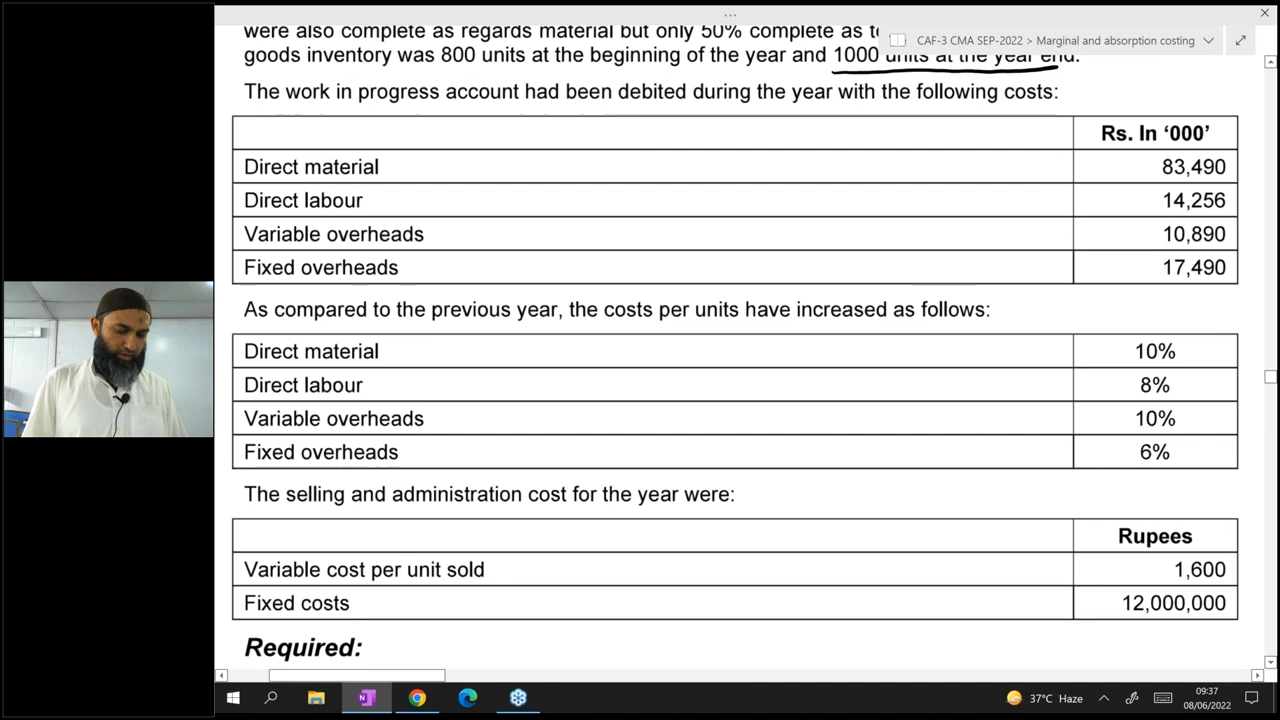 were also complete as regards material but only 50% complete as
CAF-3 CMA SEP-2022 > Marginal and absorption costing
goods inventory was 800 units at the beginning of the year and 1000 units at the year end.
The work in progress account had been debited during the year with the following costs:
Rs. In ‘000’
Direct material 83,490
Direct labour 14,256
Variable overheads 10,890
Fixed overheads 17,490
As compared to the previous year, the costs per units have increased as follows:
Direct material 10%
Direct labour 8%
Variable overheads 10%
Fixed overheads 6%
The selling and administration cost for the year were:
Rupees
Variable cost per unit sold 1,600
Fixed costs 12,000,000
Required:
37°C Haze
09:37
08/06/2022